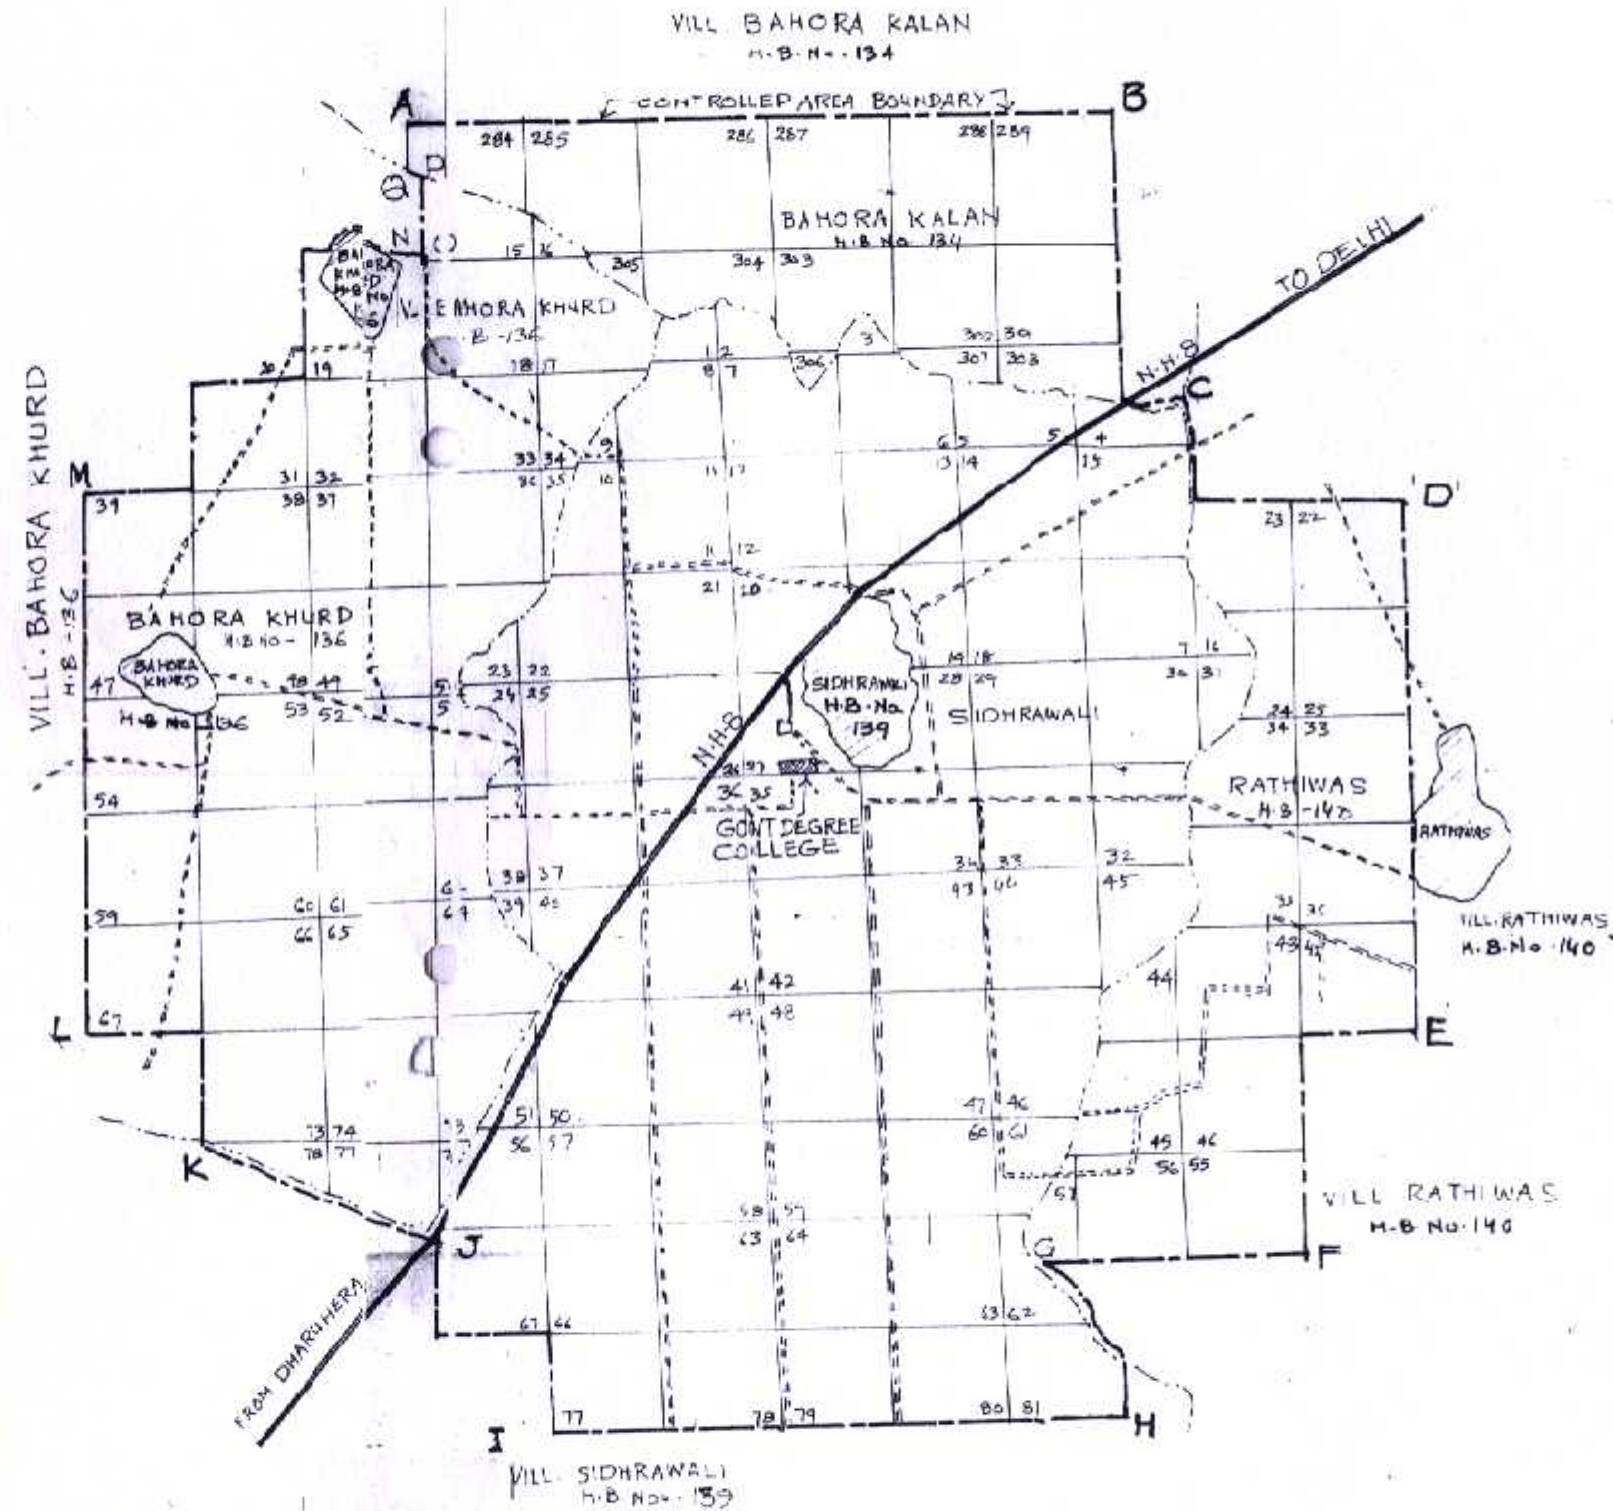 VILL. BAHORA KALAN
H.B.No.-134
A
CONTROLLED AREA BOUNDARY
B
284 285
286 287
288 289
P
Q
BAHORA KALAN
H.B No 134
TO DELHI
N
15 16
305
304 303
BAHORA KHURD
B-136
3
306
302
307 308
N.H.8
C
VILL. BAHORA KHURD
H.B-136
19
18 17
1 2
8 7
M
39
31 32
38 37
33 34
36 35
9
10
6 5
13 14
5 4
15
D
23 22
11 12
21 20
BAHORA KHURD
H.B NO- 136
BAHORA KHURD
H.B No 136
47
48 49
53 52
23 22
24 25
SIDHRAWALI
H.B.No
139
19 18
28 29
SIDHRAWALI
7 16
30 31
24 25
34 33
N.H-8
54
36 35
GOVT DEGREE
COLLEGE
RATHIWAS
H.B-140
RATHIWAS
VILL. RATHIWAS
H.B.No.140
38 37
39 40
34 33
32
45
59
60 61
66 65
64
41 42
49 48
44
43
L
67
E
51 50
56 57
47 46
60 61
45 46
56 55
57
K
73 74
78 77
58 59
63 64
VILL RATHIWAS
H-B No.140
J
G
F
FROM DHARUHERA
67 66
63 62
77
78 79
80 81
I
H
VILL. SIDHRAWALI
H.B No. 139